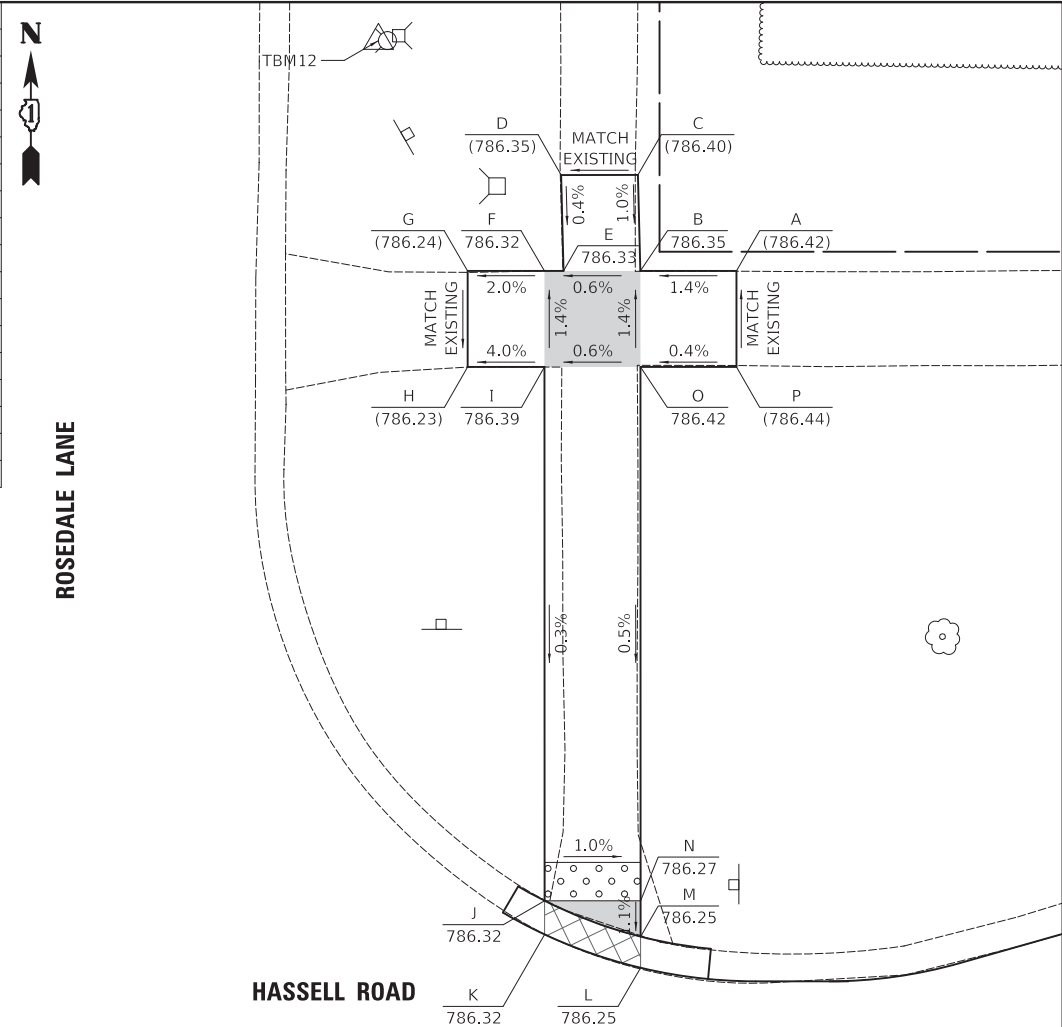 N
1
TBM12
D
(786.35)
MATCH
EXISTING
C
(786.40)
0.4%
1.0%
G
(786.24)
F
786.32
E
786.33
B
786.35
A
(786.42)
2.0%
0.6%
1.4%
MATCH
EXISTING
1.4%
1.4%
MATCH
EXISTING
4.0%
0.6%
0.4%
H
(786.23)
I
786.39
O
786.42
P
(786.44)
ROSEDALE LANE
0.3%
0.5%
1.0%
N
786.27
M
786.25
J
786.32
HASSELL ROAD
K
786.32
L
786.25